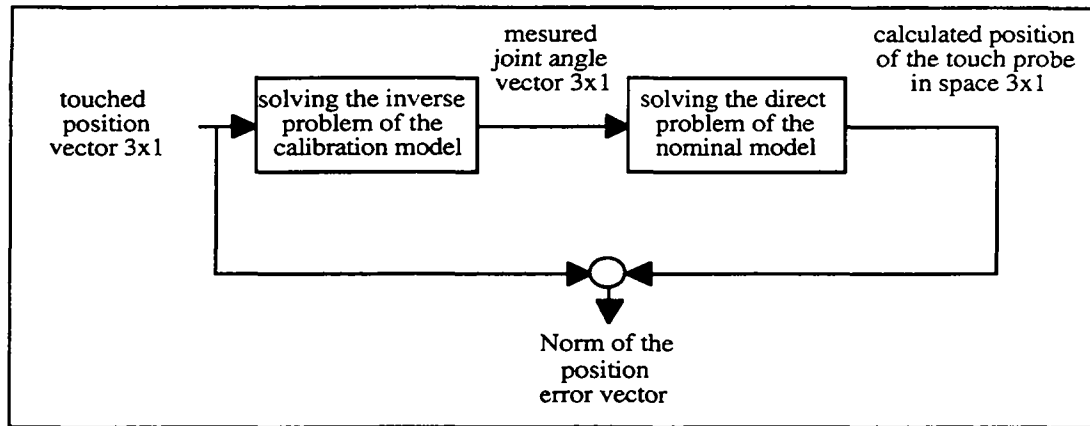 touched
position
vector 3x1
solving the inverse
problem of the
calibration model
mesured
joint angle
vector 3x1
solving the direct
problem of the
nominal model
calculated position
of the touch probe
in space 3x1
Norm of the
position
error vector